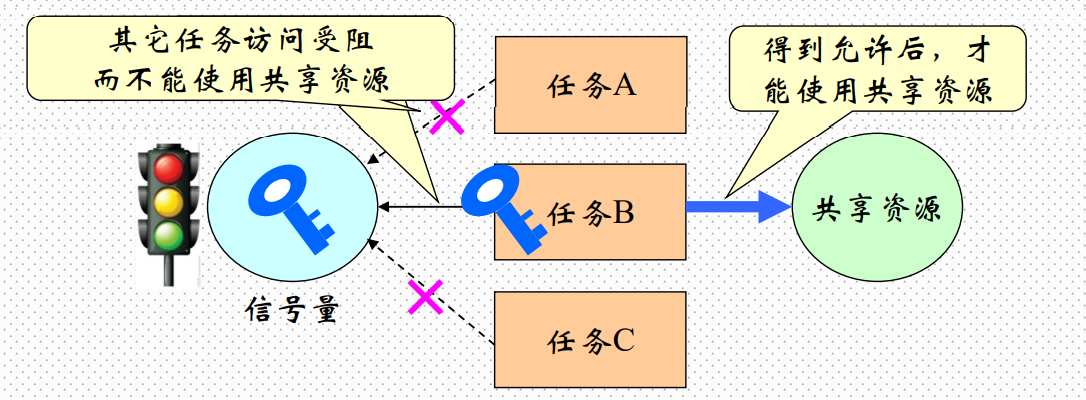 其它任务访问受阻
而不能使用共享资源
得到允许后，才
能使用共享资源
任务A
任务B
任务C
信号量
共享资源